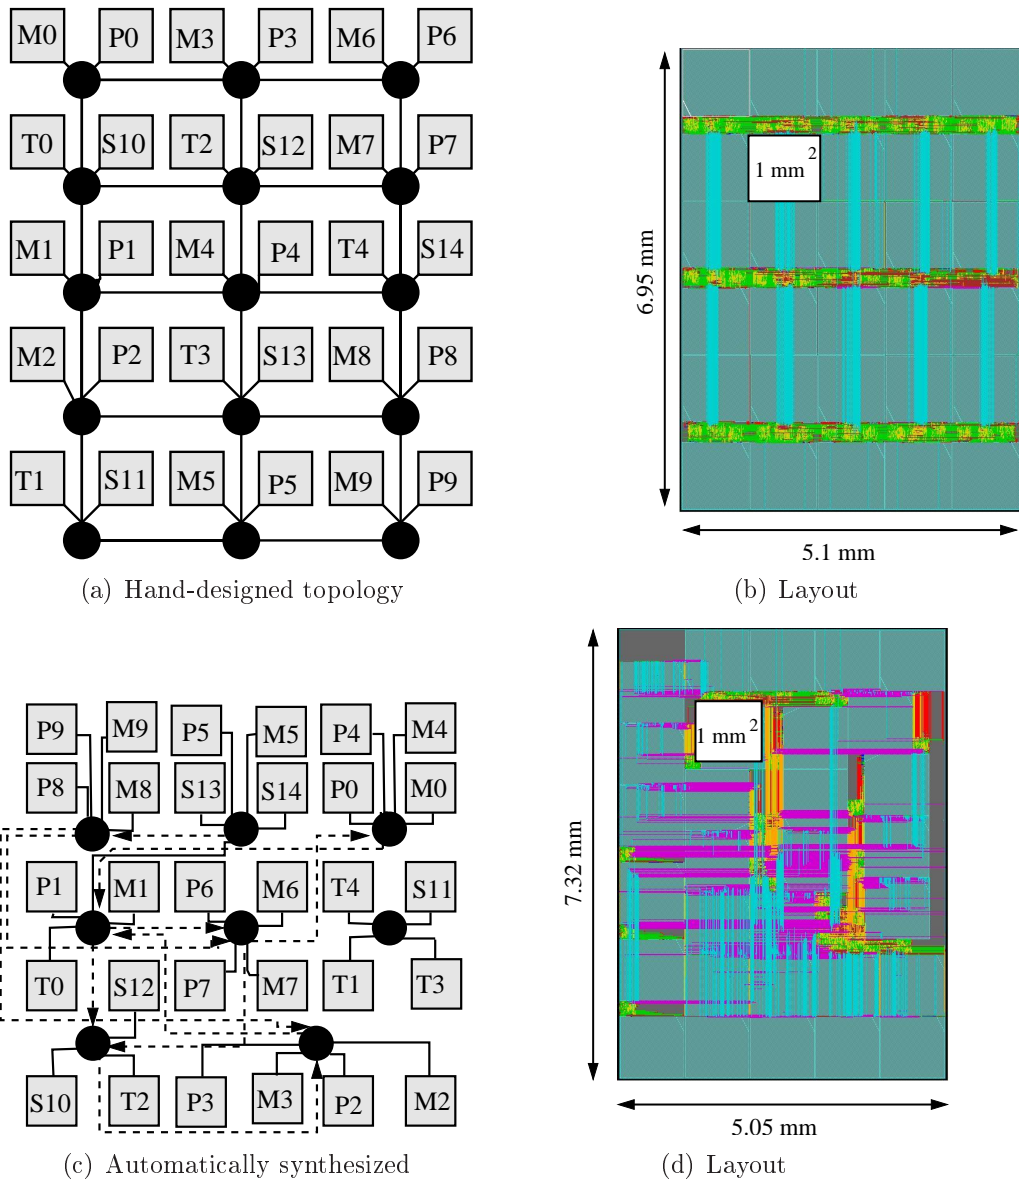 M0 P0 M3 P3 M6 P6
T0 S10 T2 S12 M7 P7
M1 P1 M4 P4 T4 S14
M2 P2 T3 S13 M8 P8
T1 S11 M5 P5 M9 P9
(a) Hand-designed topology
1 mm 2
6.95 mm
5.1 mm
(b) Layout
P9 M9 P5 M5 P4 M4
P8 M8 S13 S14 P0 M0
P1 M1 P6 M6 T4 S11
T0 S12 P7 M7 T1 T3
S10 T2 P3 M3 P2 M2
(c) Automatically synthesized
1 mm 2
7.32 mm
5.05 mm
(d) Layout